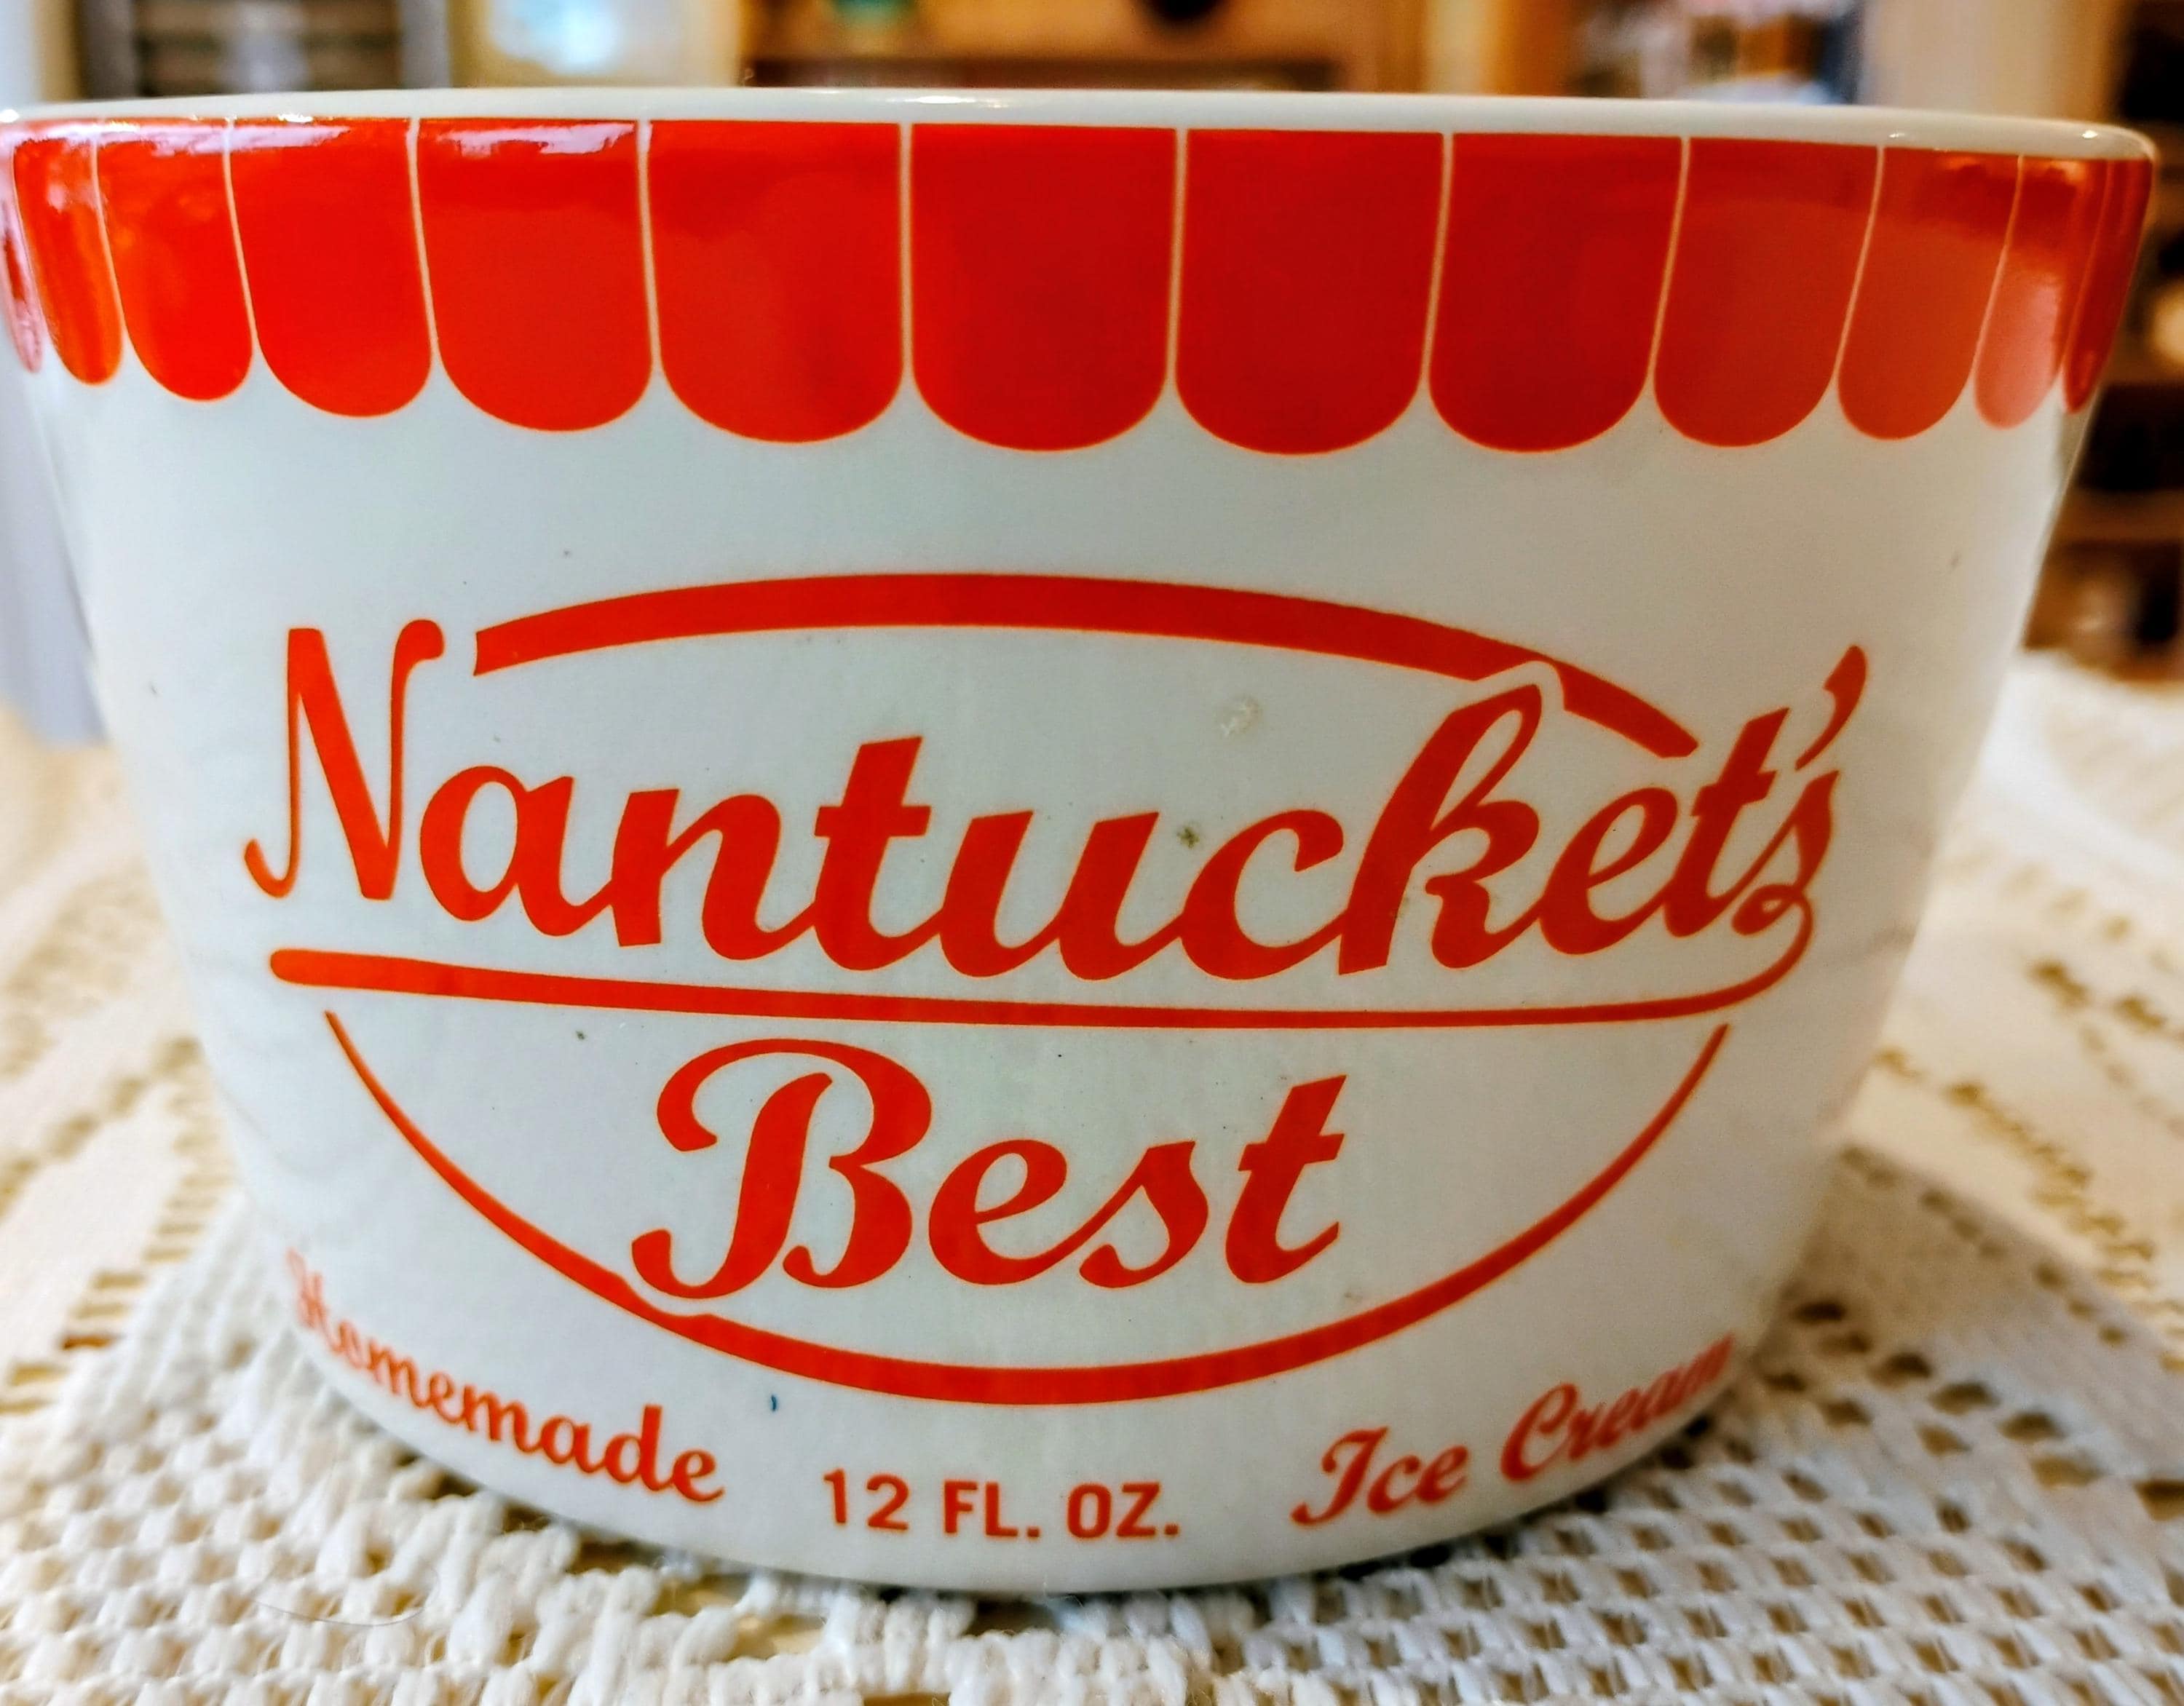 Nantucket's
Best
Homemade 12 FL. OZ. Ice Cream